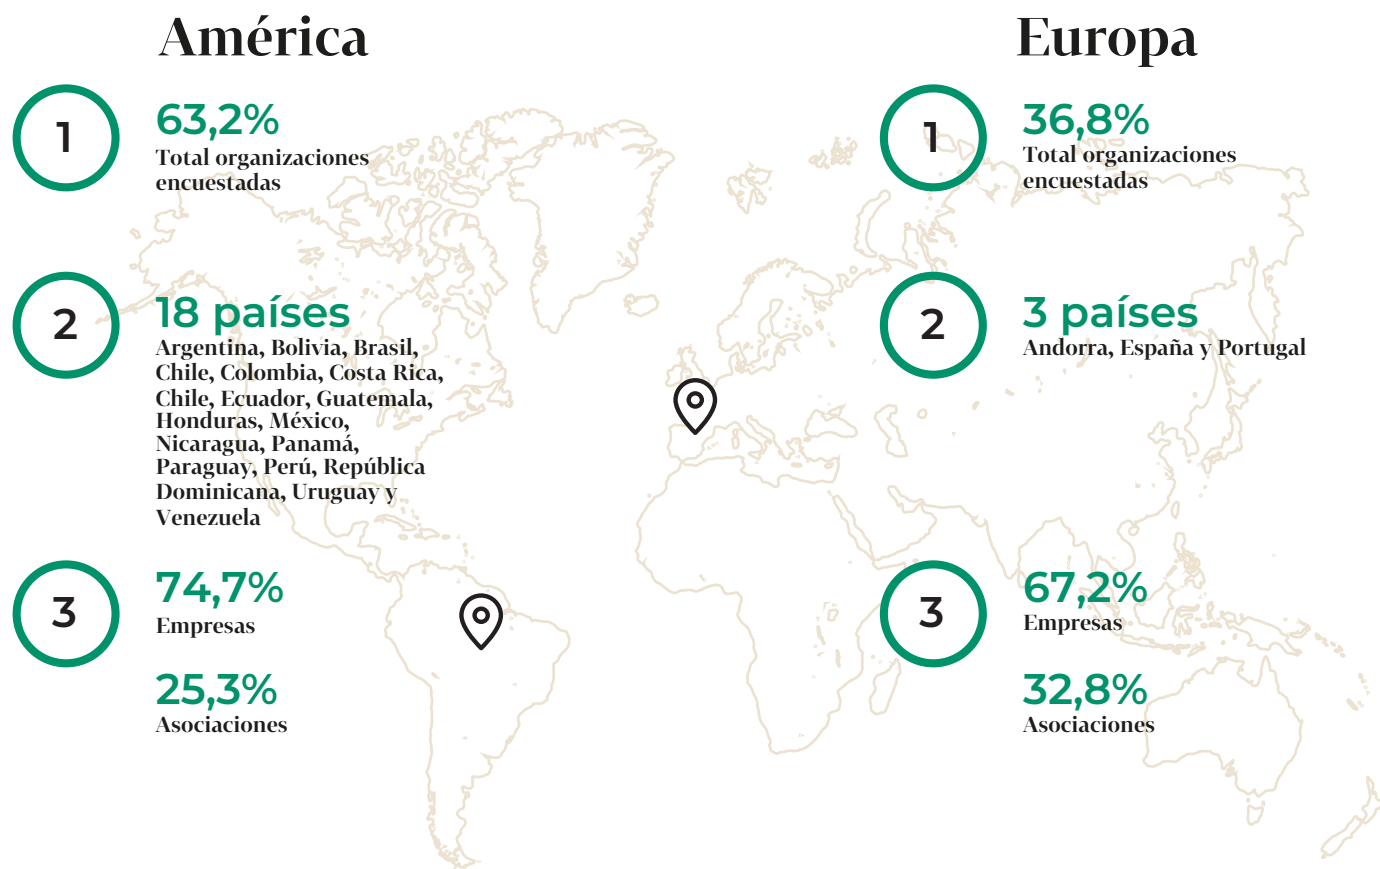 América
1
63,2%
Total organizaciones
encuestadas
2
18 países
Argentina, Bolivia, Brasil,
Chile, Colombia, Costa Rica,
Chile, Ecuador, Guatemala,
Honduras, México,
Nicaragua, Panamá,
Paraguay, Perú, República
Dominicana, Uruguay y
Venezuela
3
74,7%
Empresas
25,3%
Asociaciones
Europa
1
36,8%
Total organizaciones
encuestadas
2
3 países
Andorra, España y Portugal
3
67,2%
Empresas
32,8%
Asociaciones